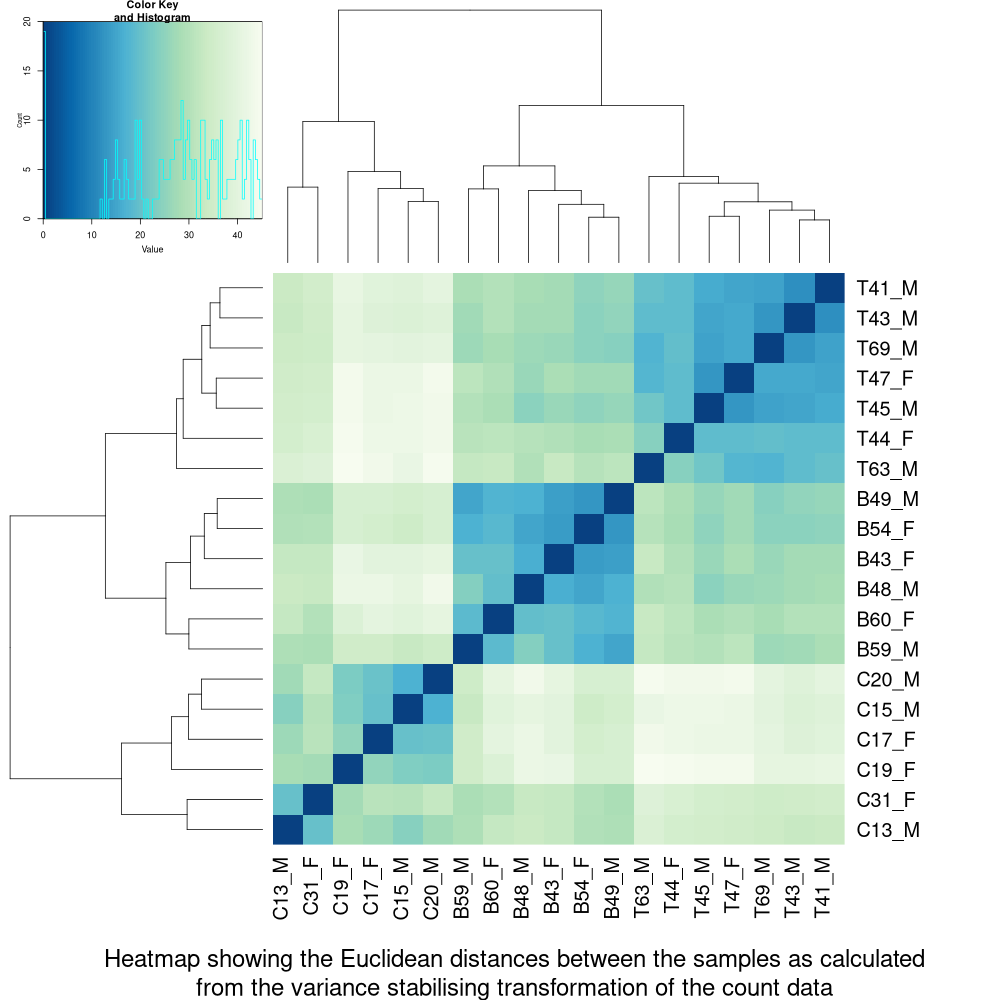 Color Key
and Histogram
Count
0
5
10
15
20
0 10 20 30 40
Value
T41_M
T43_M
T69_M
T47_F
T45_M
T44_F
T63_M
B49_M
B54_F
B43_F
B48_M
B60_F
B59_M
C20_M
C15_M
C17_F
C19_F
C31_F
C13_M
C13_M
C31_F
C19_F
C17_F
C15_M
C20_M
B59_M
B60_F
B48_M
B43_F
B54_F
B49_M
T63_M
T44_F
T45_M
T47_F
T69_M
T43_M
T41_M
Heatmap showing the Euclidean distances between the samples as calculated
from the variance stabilising transformation of the count data